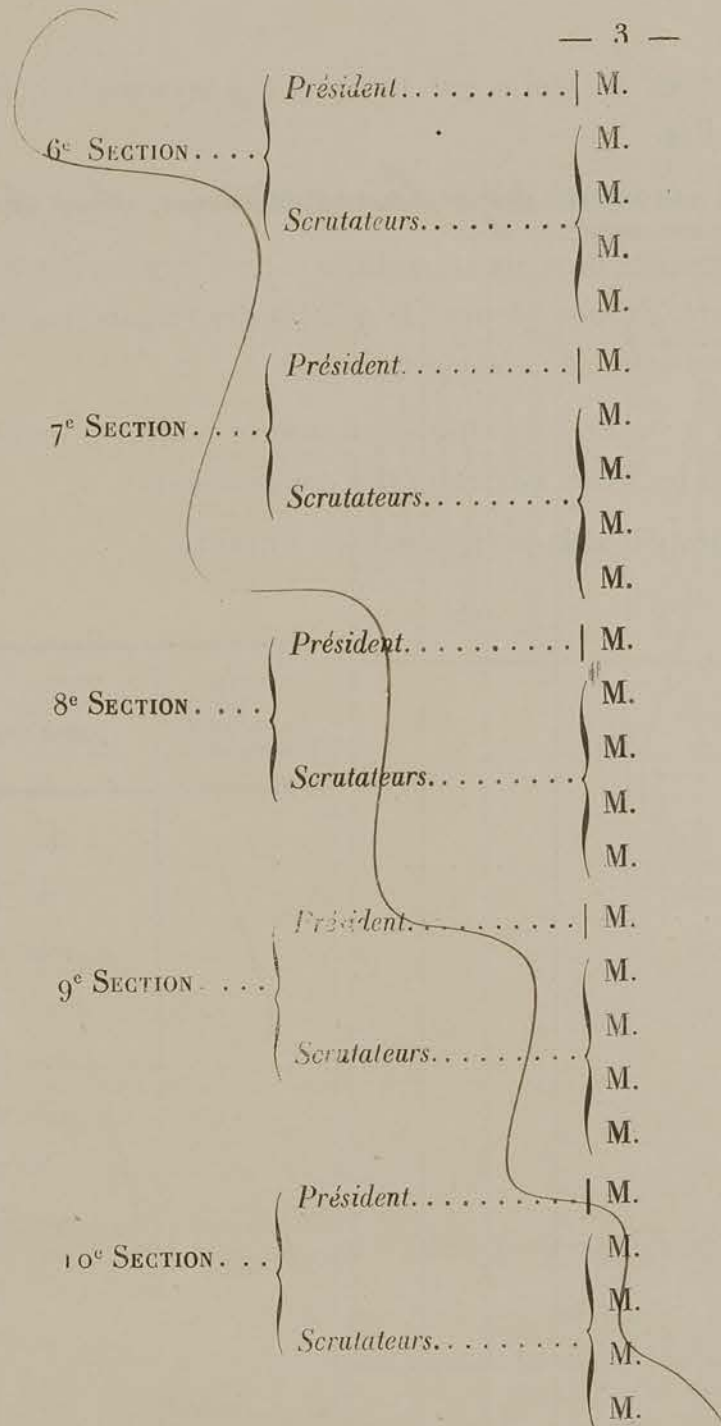 — 3 —
Président.......... | M.
M.
6e SECTION....
M.
Scrutateurs.........
M.
M.
Président.......... | M.
M.
7e SECTION....
M.
Scrutateurs.........
M.
M.
Président.......... | M.
M.
8e SECTION....
M.
Scrutateurs.........
M.
M.
Président.......... | M.
M.
9e SECTION....
M.
Scrutateurs.........
M.
M.
Président.......... | M.
M.
10e SECTION...
M.
Scrutateurs.........
M.
M.